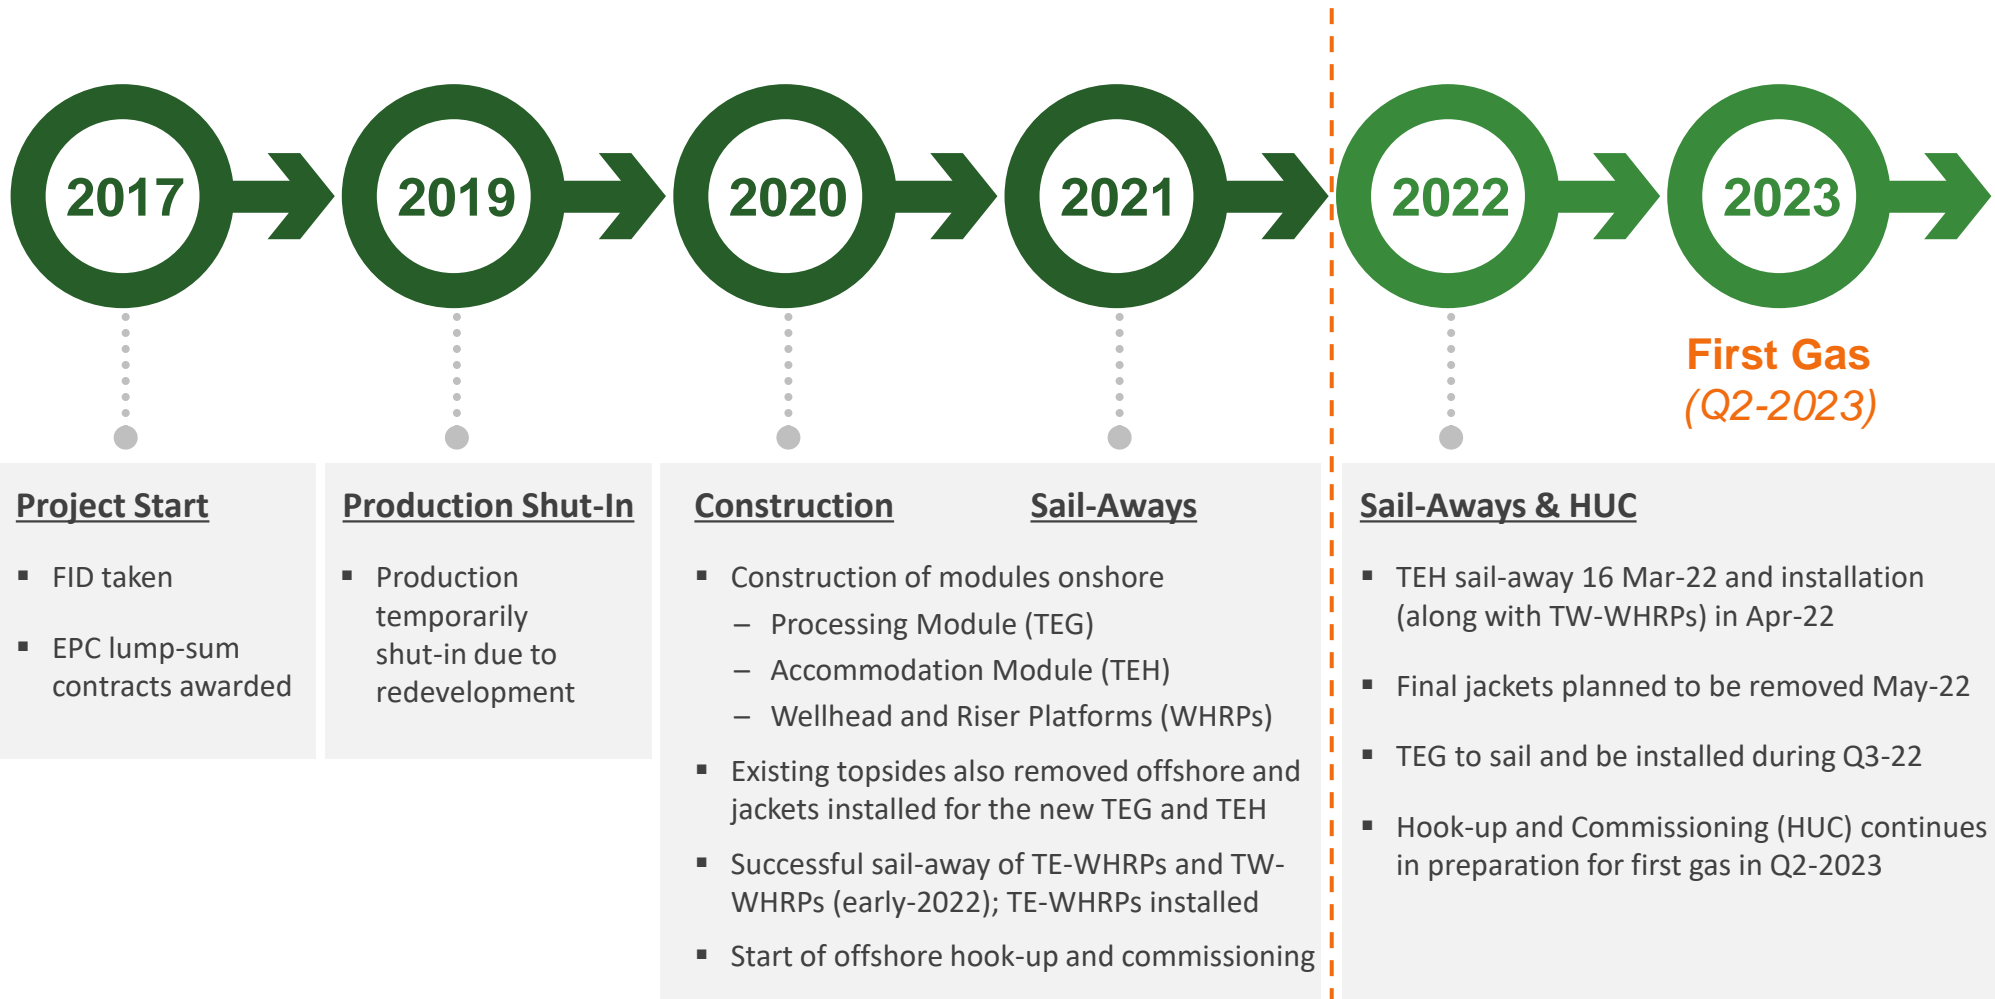 2017
2019
2020
2021
2022
2023
First Gas
(Q2-2023)
Project Start
▪ FID taken
▪ EPC lump-sum
contracts awarded
Production Shut-In
▪ Production
temporarily
shut-in due to
redevelopment
Construction
Sail-Aways
▪ Construction of modules onshore
– Processing Module (TEG)
– Accommodation Module (TEH)
– Wellhead and Riser Platforms (WHRPs)
▪ Existing topsides also removed offshore and
jackets installed for the new TEG and TEH
▪ Successful sail-away of TE-WHRPs and TW-
WHRPs (early-2022); TE-WHRPs installed
▪ Start of offshore hook-up and commissioning
Sail-Aways & HUC
▪ TEH sail-away 16 Mar-22 and installation
(along with TW-WHRPs) in Apr-22
▪ Final jackets planned to be removed May-22
▪ TEG to sail and be installed during Q3-22
▪ Hook-up and Commissioning (HUC) continues
in preparation for first gas in Q2-2023